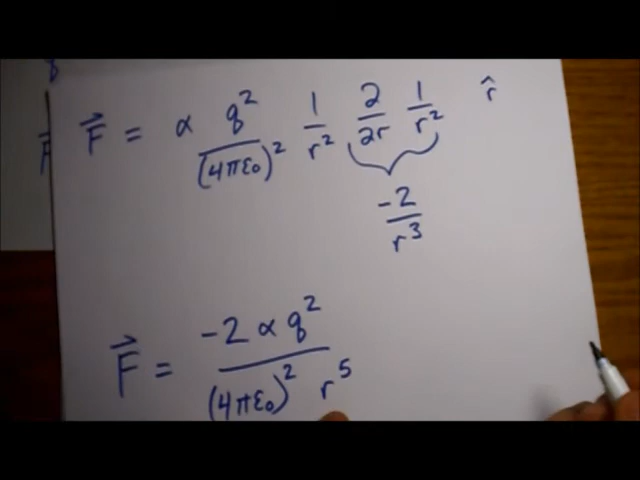 F⃗ = α q² / (4πε₀)² 1/r² ∂/∂r 1/r² r̂
-2/r³
F⃗ = -2αq² / (4πε₀)² r⁵